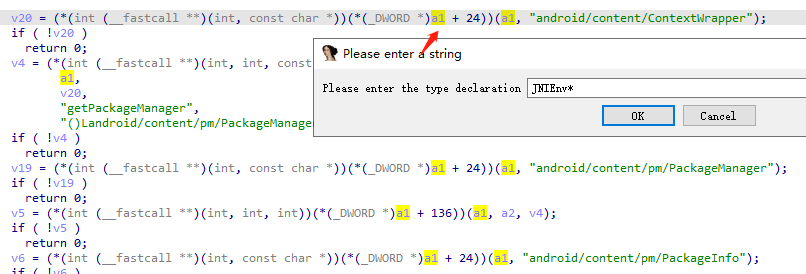 v20 = (*(int (__fastcall **)(int, const char *))(*(_DWORD *)a1 + 24))(a1, "android/content/ContextWrapper");
if ( !v20 )
return 0;
v4 = (*(int (__fastcall **)(int, int, cons
a1,
v20,
"getPackageManager",
"()Landroid/content/pm/PackageManage
Please enter a string
Please enter the type declaration JNIEnv*
OK Cancel
if ( !v4 )
return 0;
v19 = (*(int (__fastcall **)(int, const char *))(*(_DWORD *)a1 + 24))(a1, "android/content/pm/PackageManager");
if ( !v19 )
return 0;
v5 = (*(int (__fastcall **)(int, int, int))(*(_DWORD *)a1 + 136))(a1, a2, v4);
if ( !v5 )
return 0;
v6 = (*(int (__fastcall **)(int, const char *))(*(_DWORD *)a1 + 24))(a1, "android/content/pm/PackageInfo");
if ( !v6 )